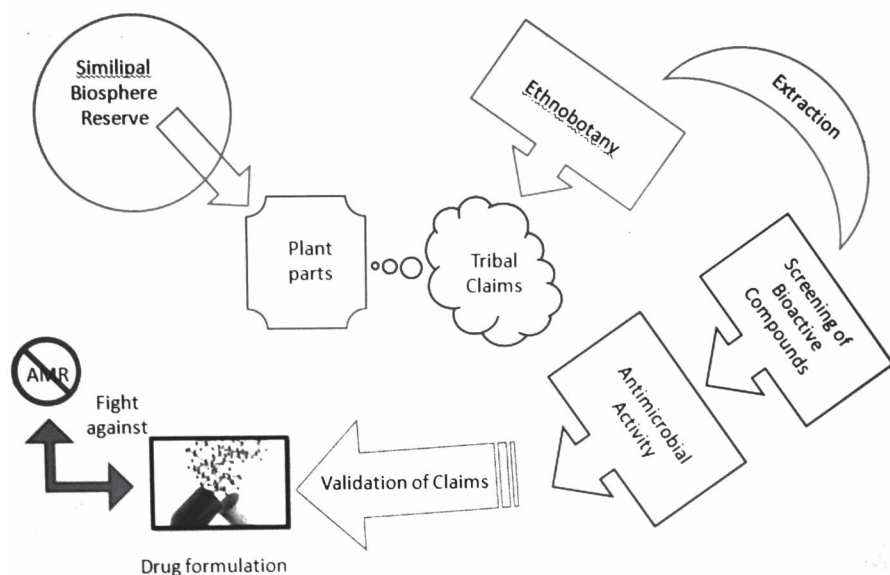 Similipal
Biosphere
Reserve
Ethnobotany
Extraction
Plant
parts
Tribal
Claims
Screening of
Bioactive
Compounds
Antimicrobial
Activity
AMR
Fight
against
Validation of Claims
Drug formulation